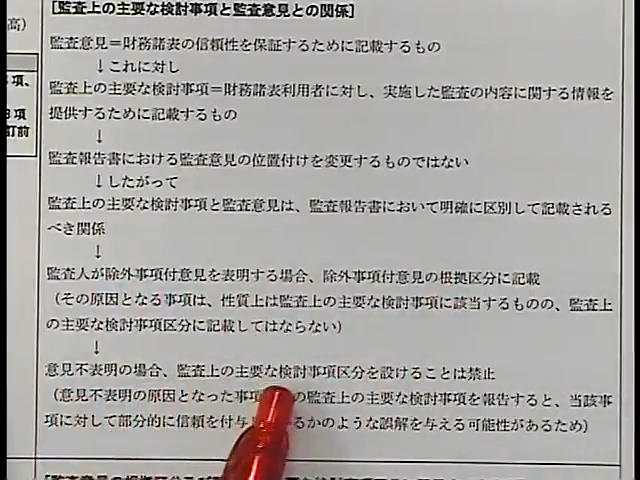 高）
［監査上の主要な検討事項と監査意見との関係］
監査意見＝財務諸表の信頼性を保証するために記載するもの
↓これに対し
監査上の主要な検討事項＝財務諸表利用者に対し、実施した監査の内容に関する情報を
提供するために記載するもの
↓
監査報告書における監査意見の位置付けを変更するものではない
↓したがって
監査上の主要な検討事項と監査意見は、監査報告書において明確に区別して記載される
べき関係
↓
監査人が除外事項付意見を表明する場合、除外事項付意見の根拠区分に記載
（その原因となる事項は、性質上は監査上の主要な検討事項に該当するものの、監査上
の主要な検討事項区分に記載してはならない）
↓
意見不表明の場合、監査上の主要な検討事項区分を設けることは禁止
（意見不表明の原因となった事項 の監査上の主要な検討事項を報告すると、当該事
項に対して部分的に信頼を付与 るかのような誤解を与える可能性があるため）
項、
3項
訂前